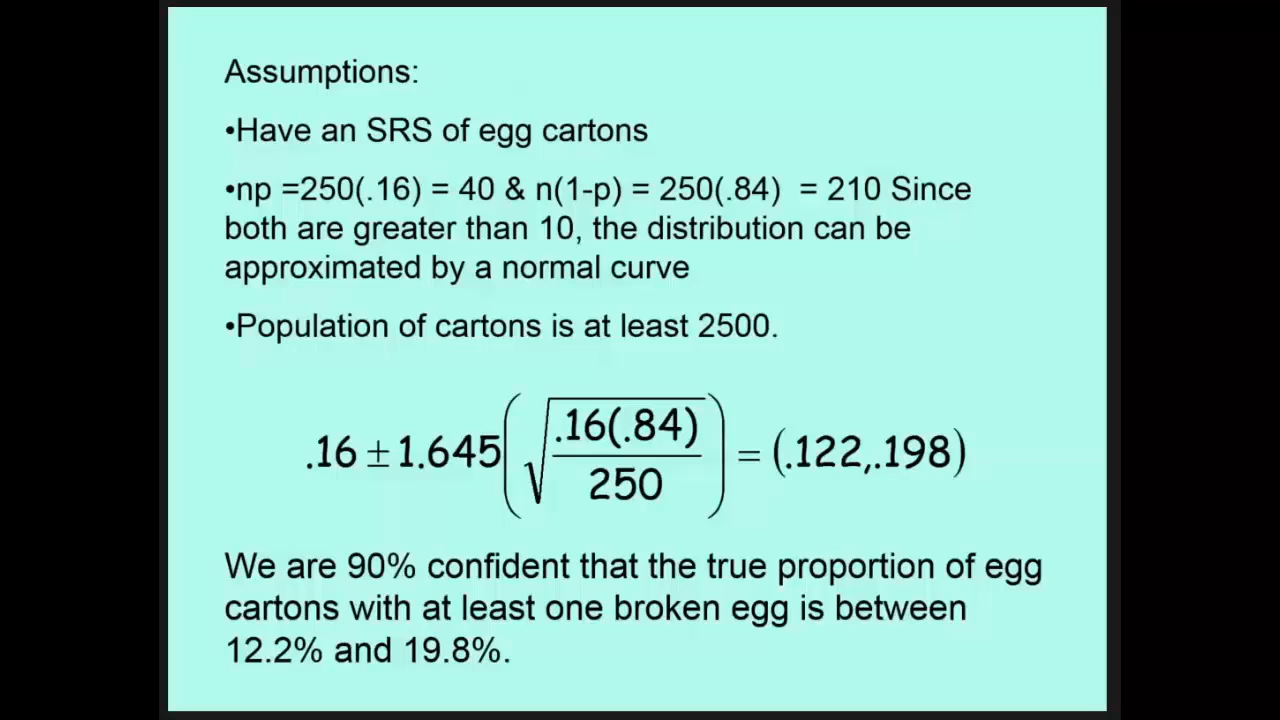 Assumptions:
•Have an SRS of egg cartons
•np =250(.16) = 40 & n(1-p) = 250(.84)  = 210 Since
both are greater than 10, the distribution can be
approximated by a normal curve
•Population of cartons is at least 2500.
.16 ± 1.645(√(.16(.84)/250)) = (.122,.198)
We are 90% confident that the true proportion of egg
cartons with at least one broken egg is between
12.2% and 19.8%.